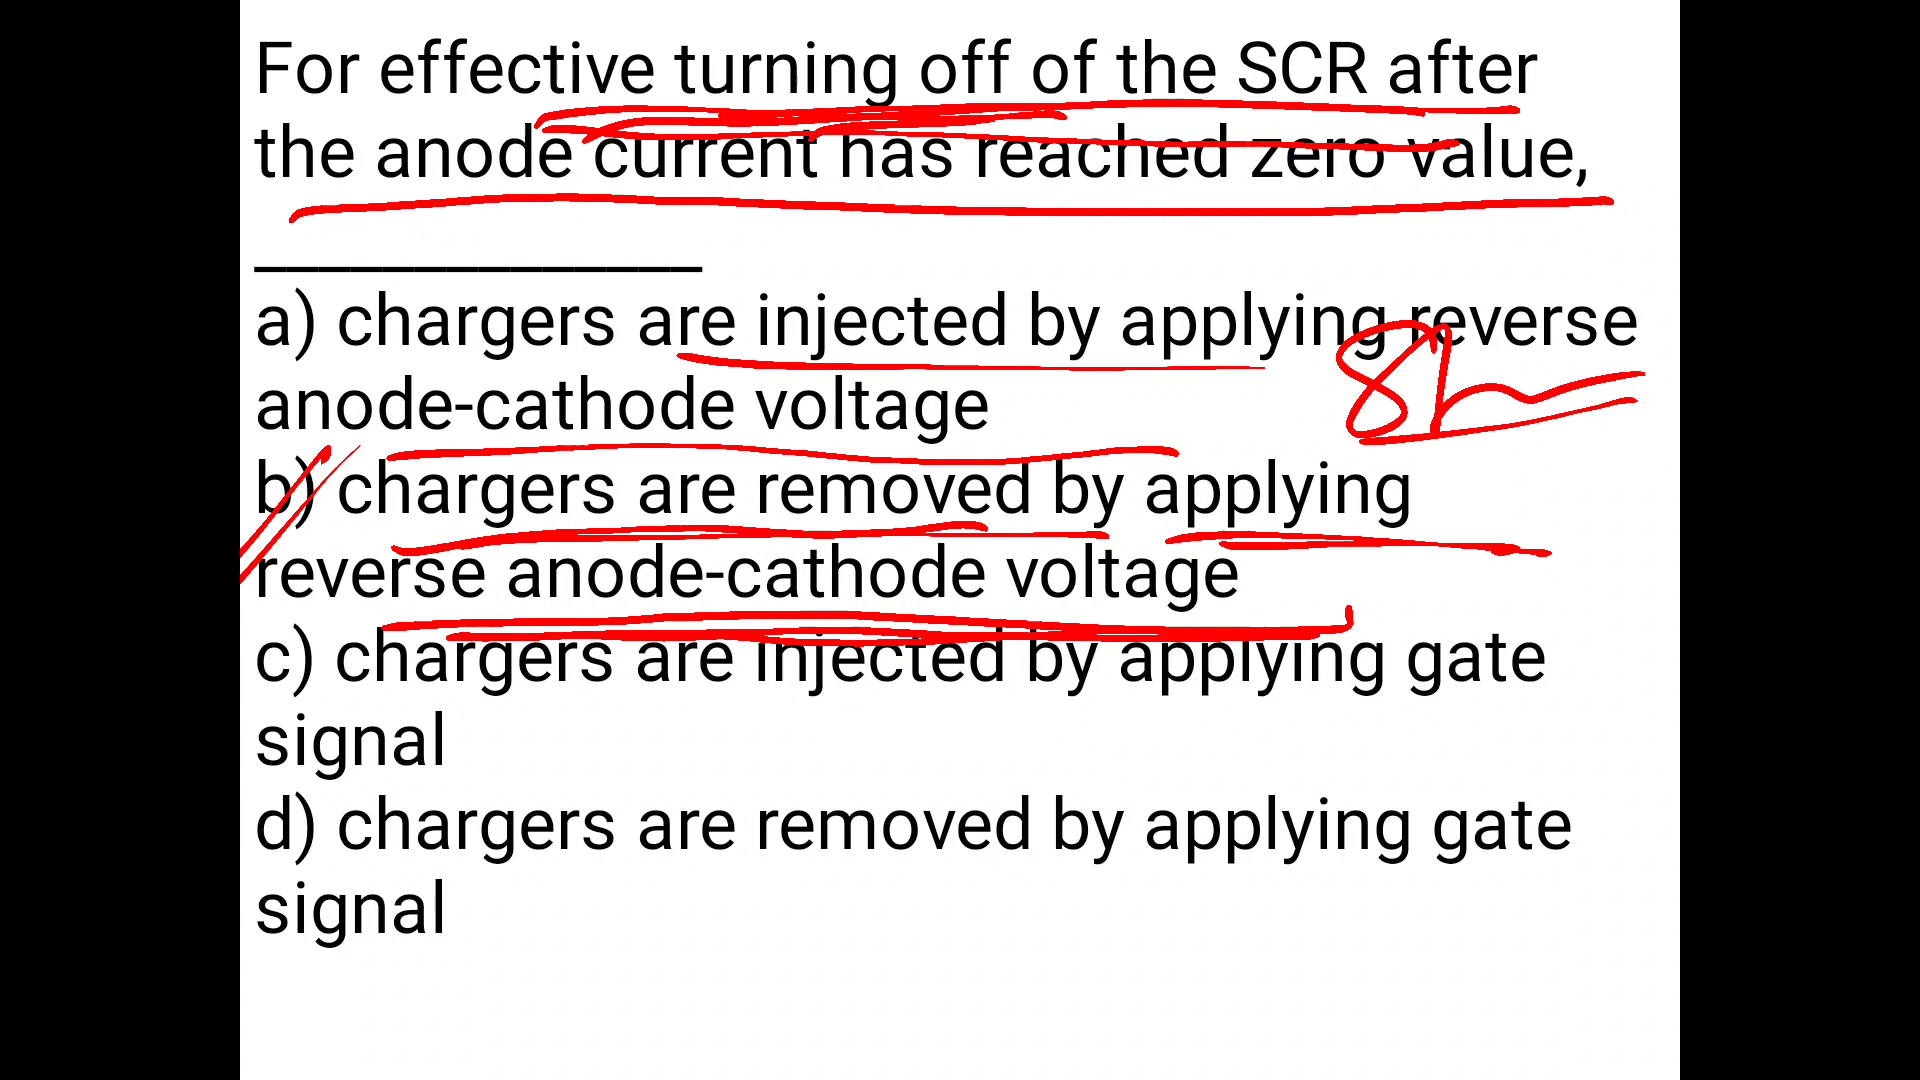 For effective turning off of the SCR after
the anode current has reached zero value,
______________
a) chargers are injected by applying reverse
anode-cathode voltage
b) chargers are removed by applying
reverse anode-cathode voltage
c) chargers are injected by applying gate
signal
d) chargers are removed by applying gate
signal